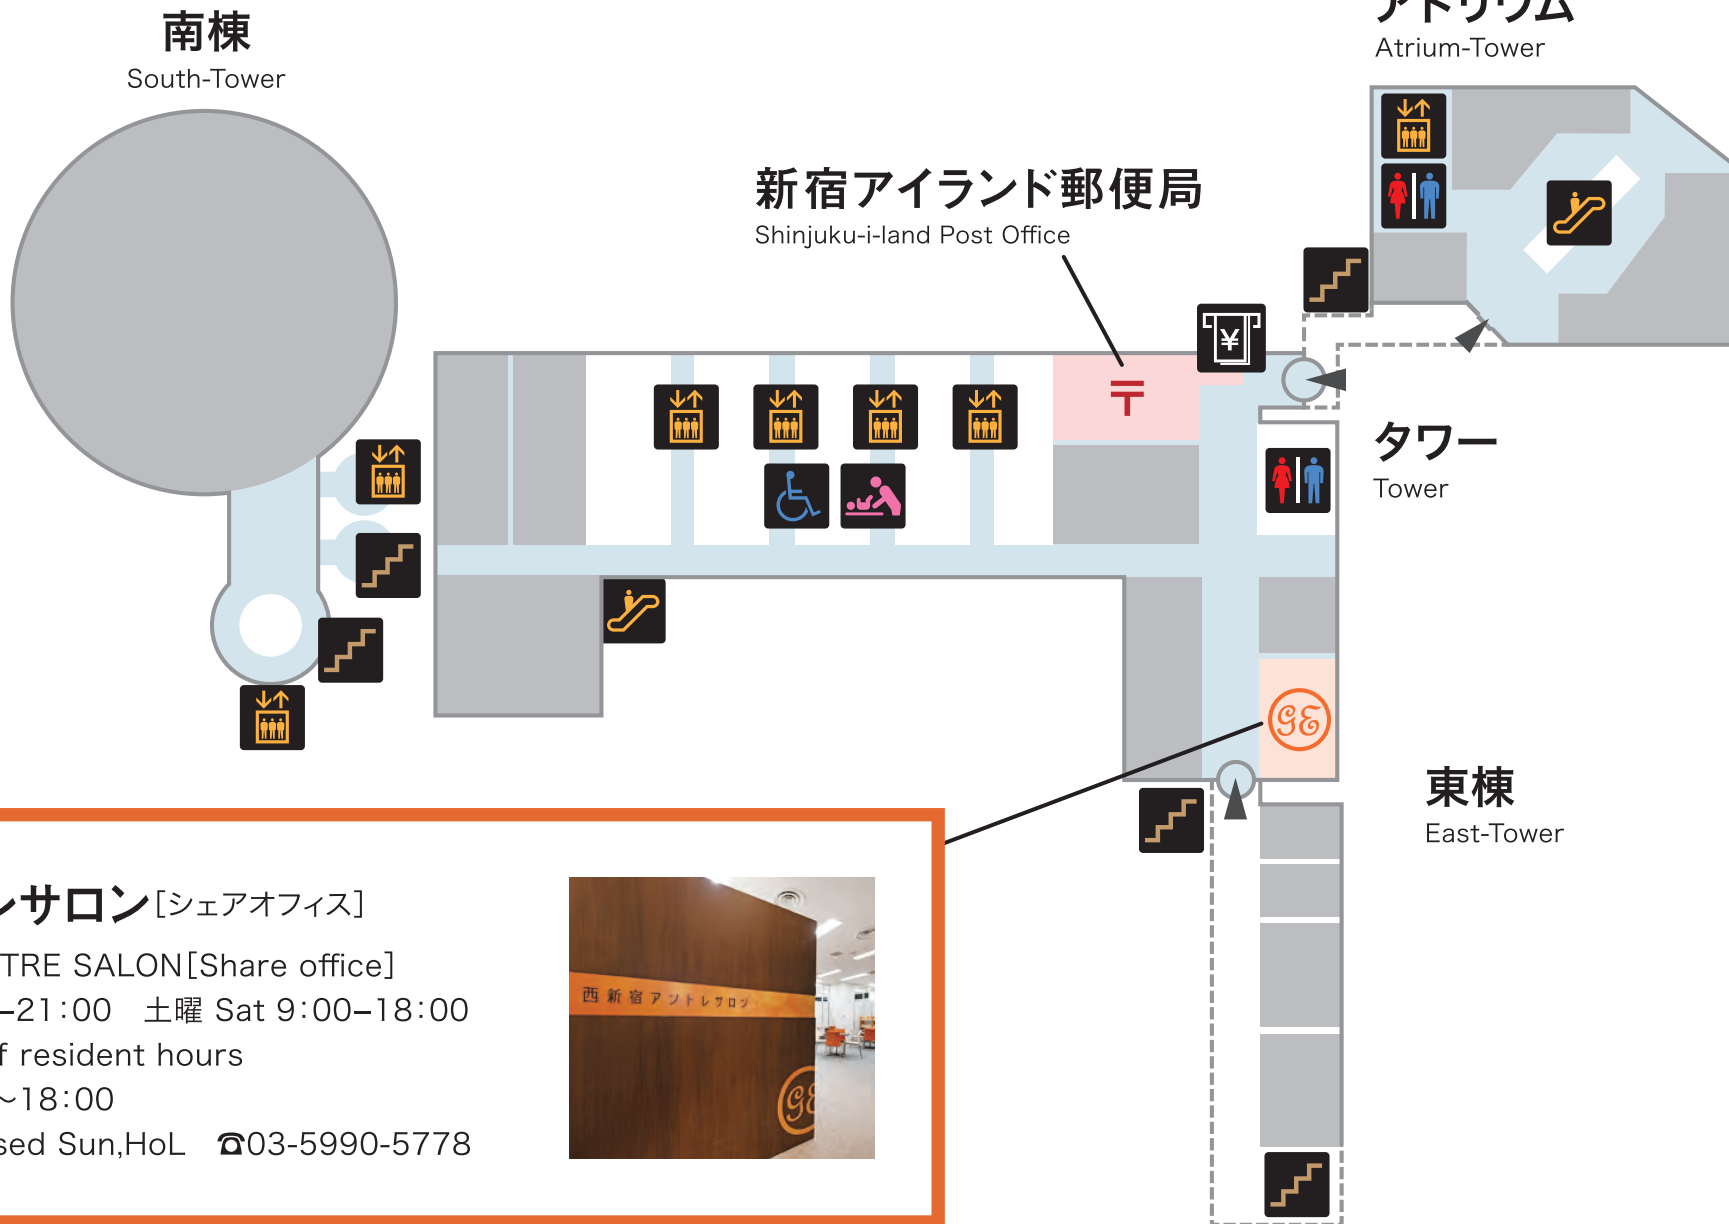 南棟
South-Tower
アトリウム
Atrium-Tower
新宿アイランド郵便局
Shinjuku-i-land Post Office
〒
¥
タワー
Tower
GE
東棟
East-Tower
レサロン[シェアオフィス]
TRE SALON[Share office]
–21:00 土曜 Sat 9:00–18:00
f resident hours
~18:00
sed Sun,HoL ☎03-5990-5778
西新宿アントレサロン
GE